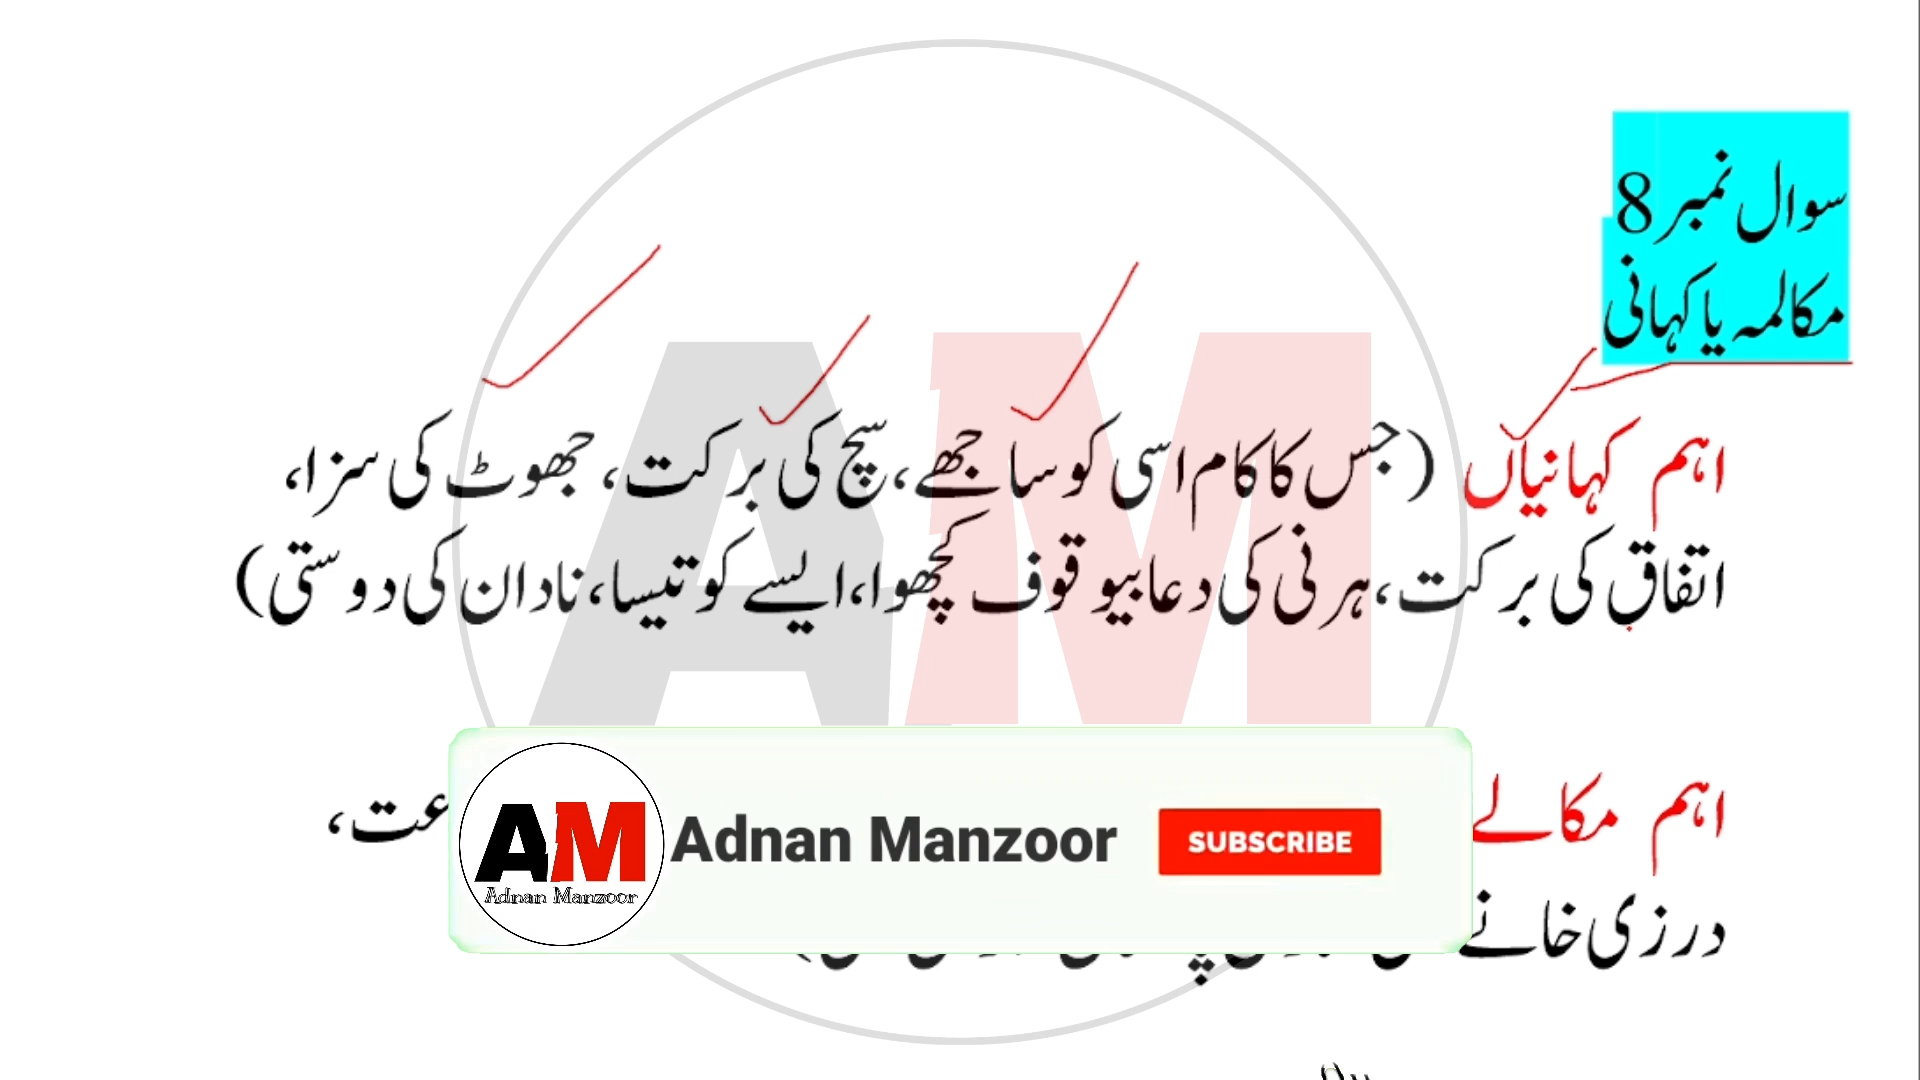 سوال نمبر 8
مکالمہ یا کہانی
اہم کہانیاں (جس کا کام اسی کو ساجھے، سچ کی برکت، جھوٹ کی سزا،
اتفاق کی برکت، ہرنی کی دعا بیوقوف کچھوا، ایسے کو تیسا، نادان کی دوستی)
اہم مکالمے
درزی خانے
AM
Adnan Manzoor
Adnan Manzoor
SUBSCRIBE